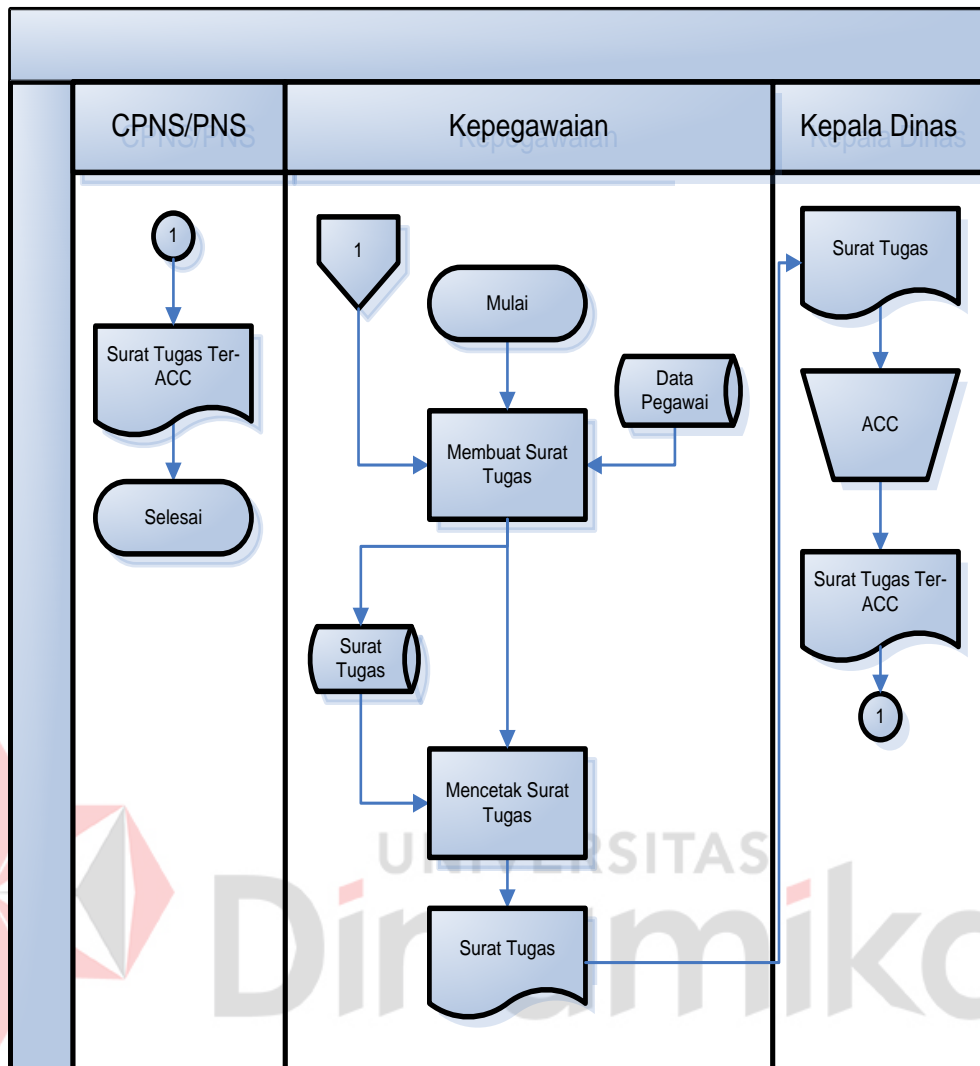 CPNS/PNS
Kepegawaian
Kepala Dinas
1
Surat Tugas Ter-
ACC
Selesai
1
Mulai
Data
Pegawai
Membuat Surat
Tugas
Surat
Tugas
Mencetak Surat
Tugas
Surat Tugas
Surat Tugas
ACC
Surat Tugas Ter-
ACC
1
UNIVERSITAS
Dinamika